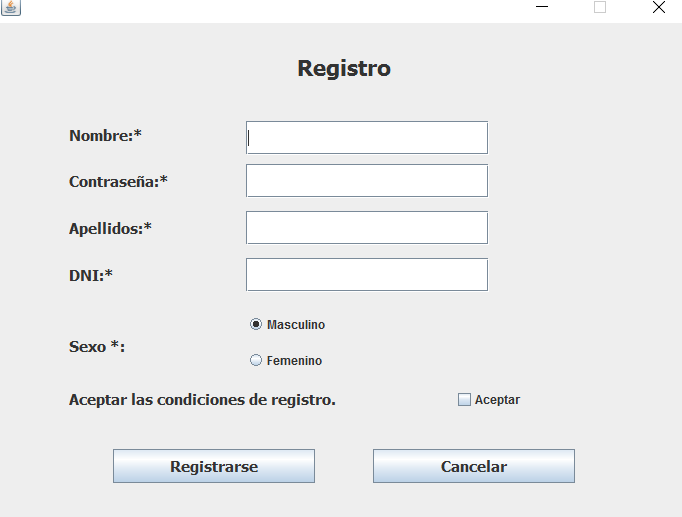 Registro
Nombre:*
Contraseña:*
Apellidos:*
DNI:*
Masculino
Sexo *:
Femenino
Aceptar las condiciones de registro. Aceptar
Registrarse Cancelar